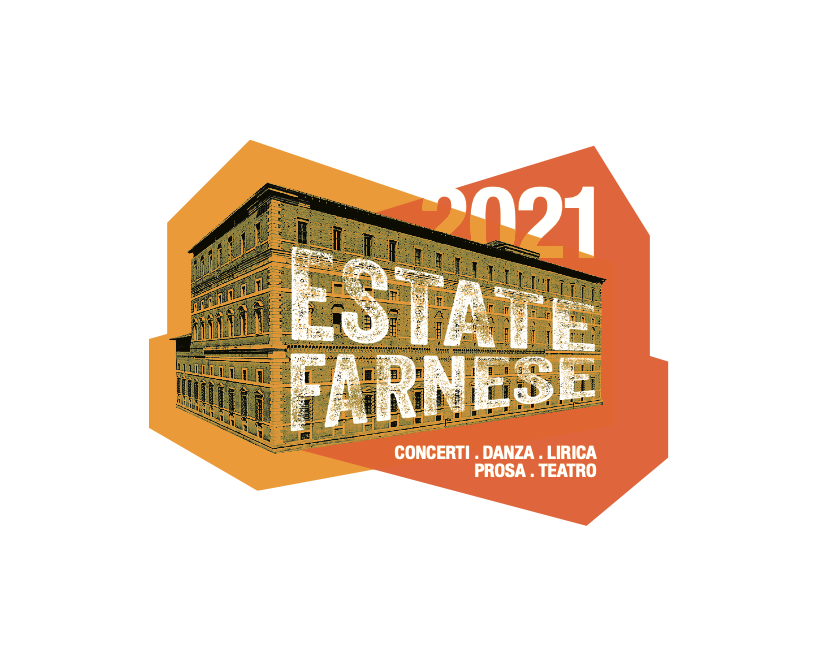 2021
ESTATE
FARNESE
CONCERTI . DANZA . LIRICA
PROSA . TEATRO